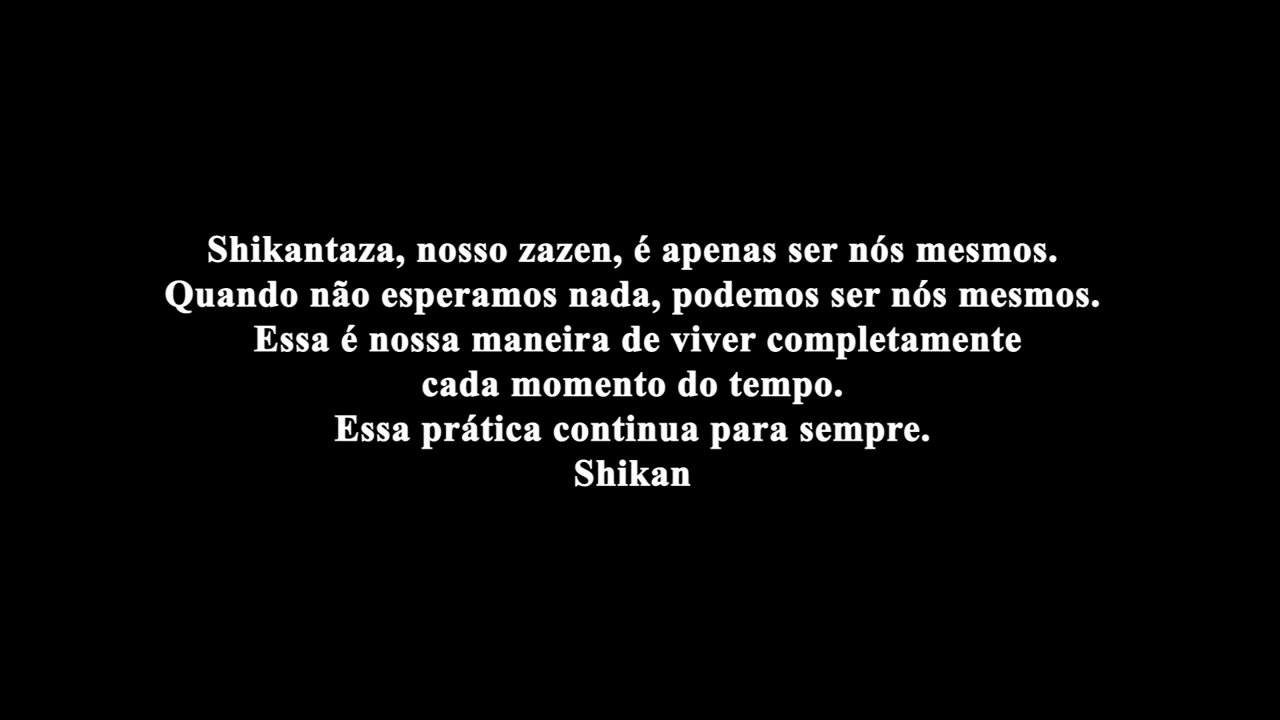 Shikantaza, nosso zazen, é apenas ser nós mesmos.
Quando não esperamos nada, podemos ser nós mesmos.
Essa é nossa maneira de viver completamente
cada momento do tempo.
Essa prática continua para sempre.
Shikan